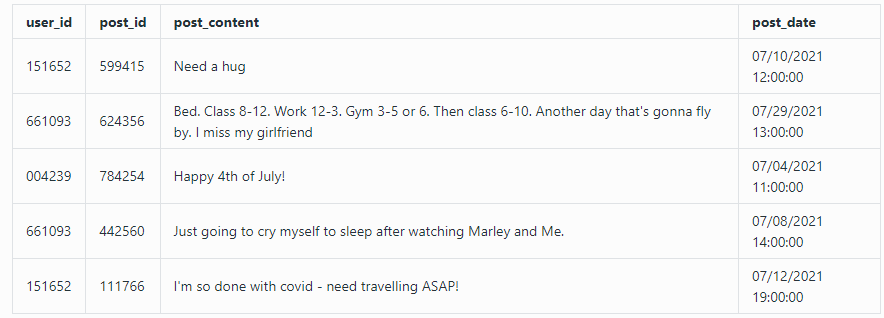 user_id post_id post_content post_date
151652 599415 Need a hug 07/10/2021
12:00:00
661093 624356 Bed. Class 8-12. Work 12-3. Gym 3-5 or 6. Then class 6-10. Another day that's gonna fly 07/29/2021
by. I miss my girlfriend 13:00:00
004239 784254 Happy 4th of July! 07/04/2021
11:00:00
661093 442560 Just going to cry myself to sleep after watching Marley and Me. 07/08/2021
14:00:00
151652 111766 I'm so done with covid - need travelling ASAP! 07/12/2021
19:00:00